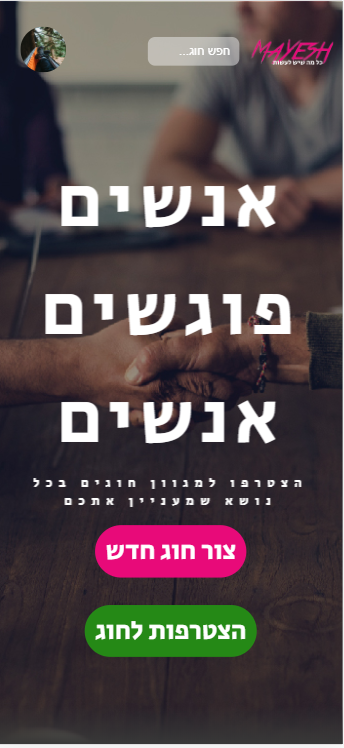 MAYESH
כל מה שיש לעשות
חפש חוג...
אנשים
פוגשים
אנשים
הצטרפו למגוון חוגים בכל
נושא שמעניין אתכם
צור חוג חדש
הצטרפות לחוג